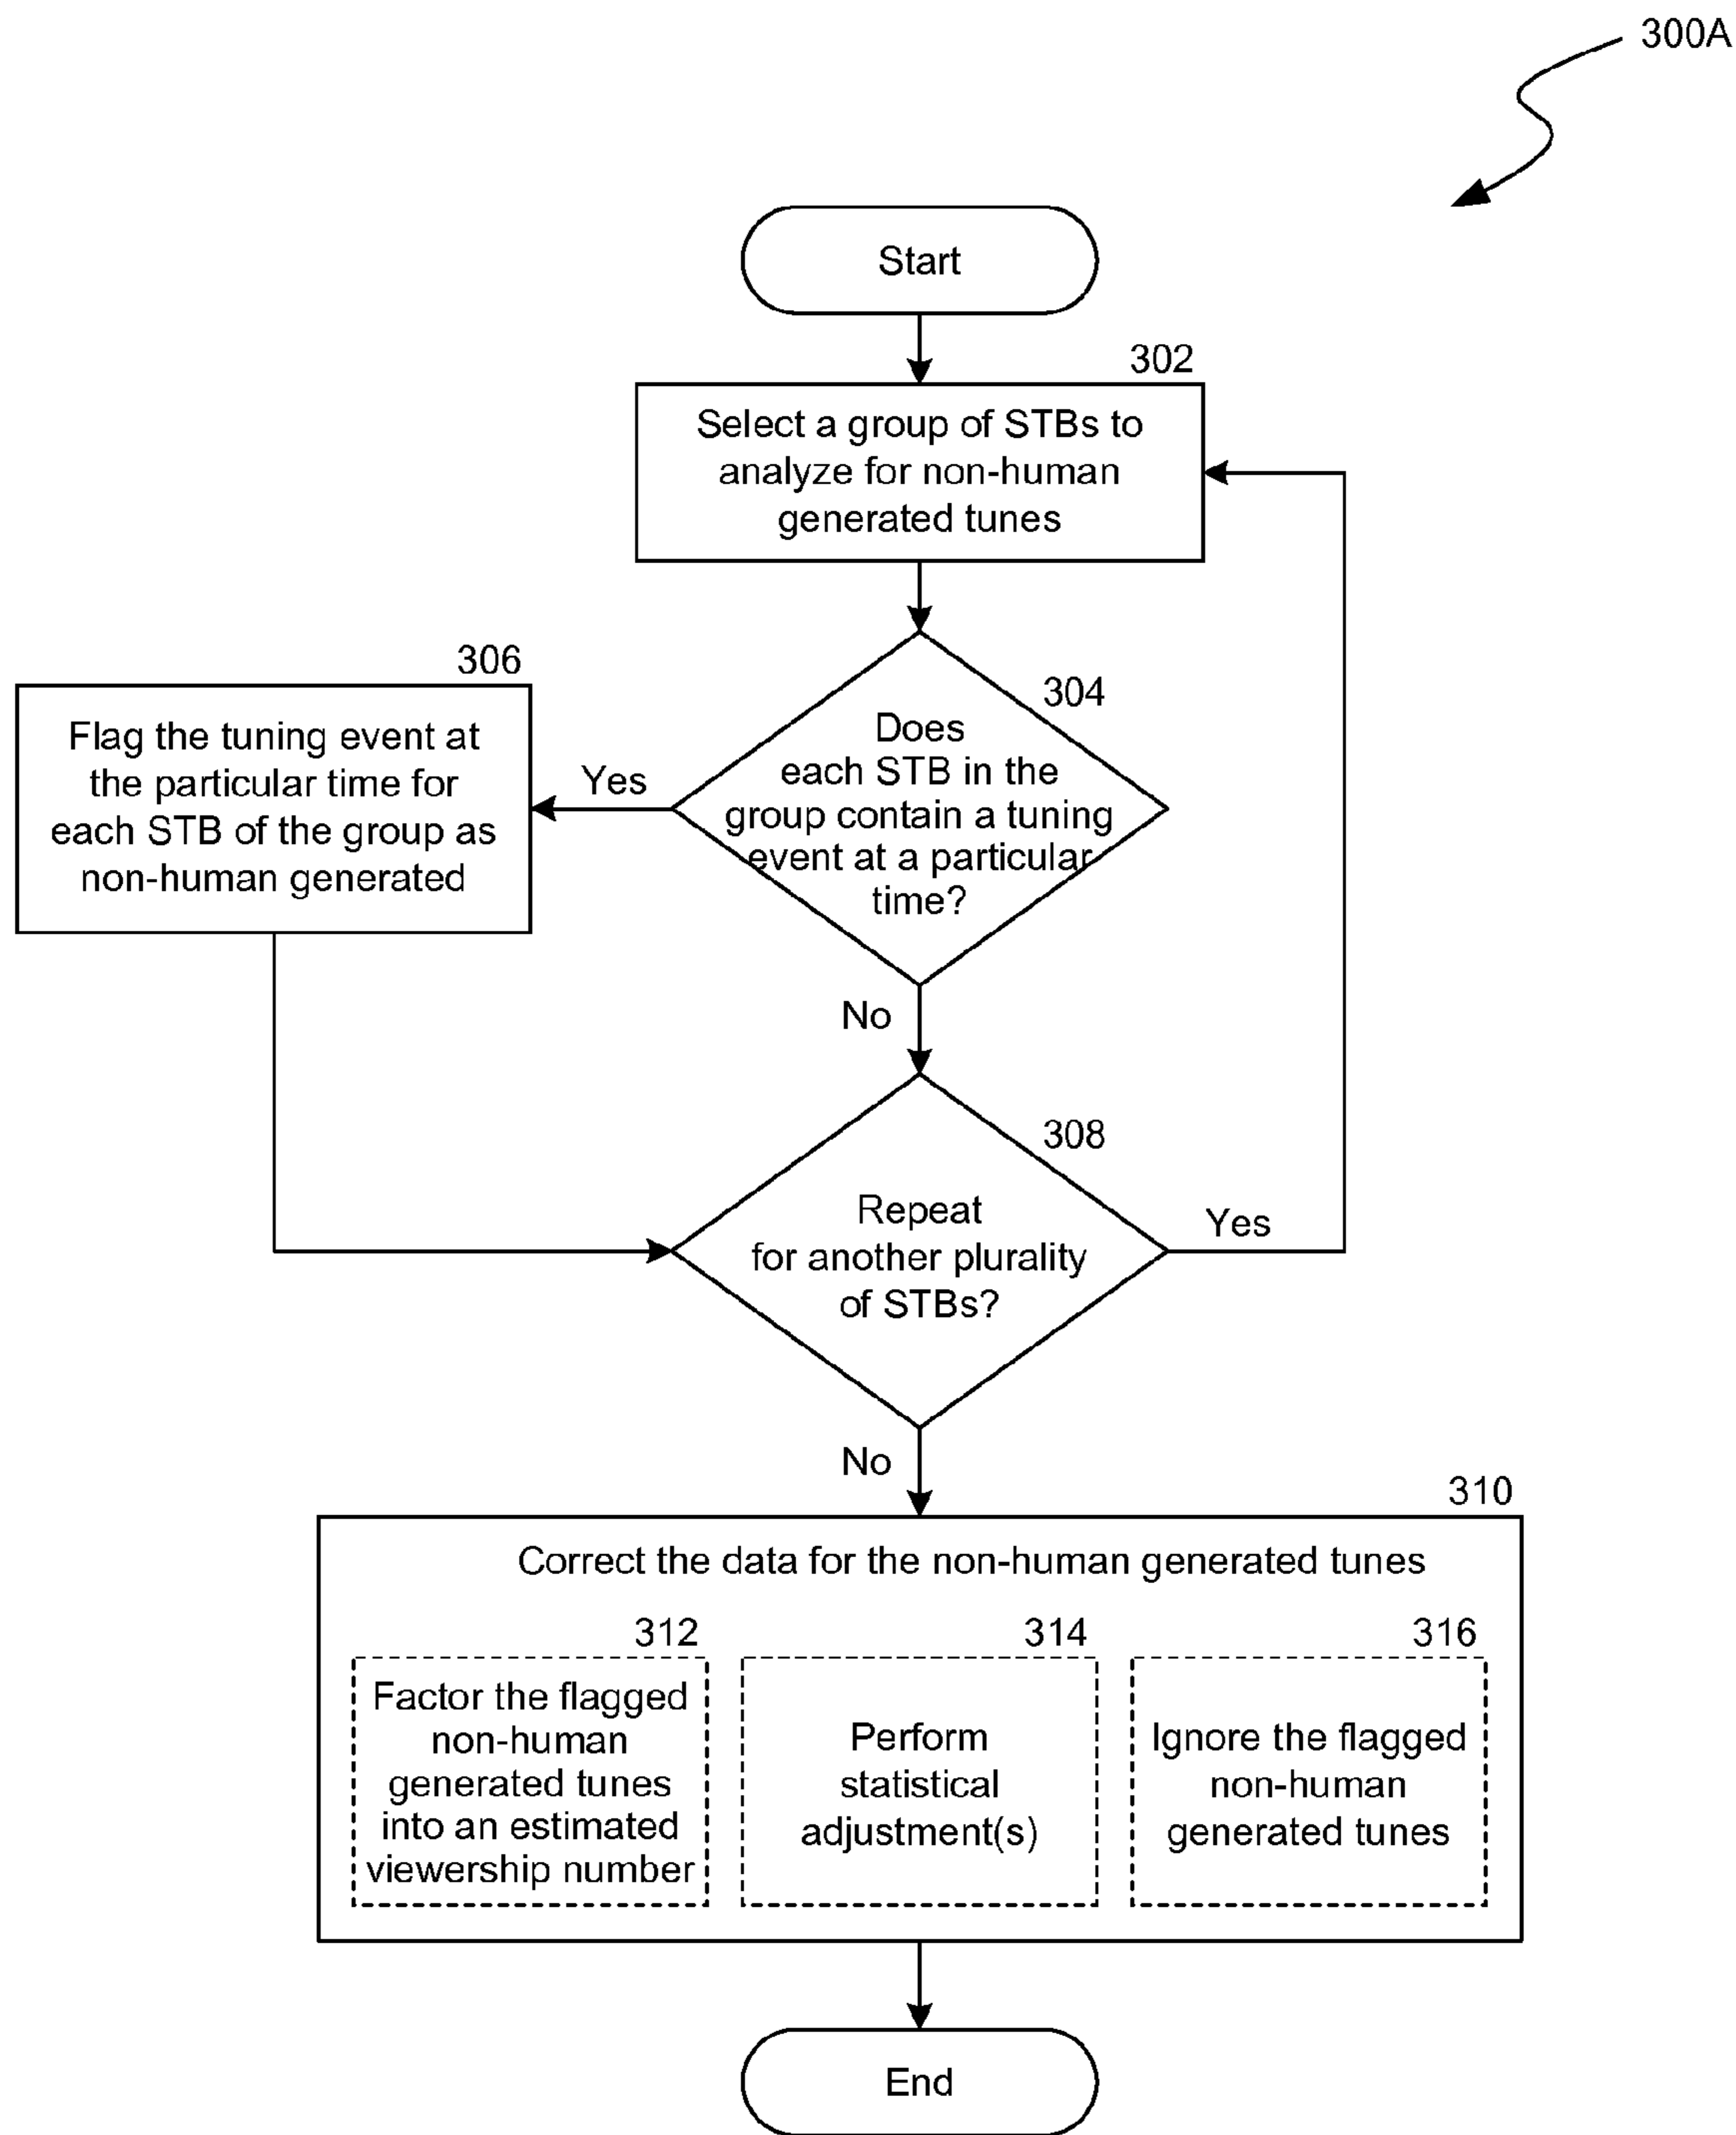 300A
Start
302
Select a group of STBs to
analyze for non-human
generated tunes
306
Flag the tuning event at
the particular time for
each STB of the group as
non-human generated
Yes
304
Does
each STB in the
group contain a tuning
event at a particular
time?
No
308
Repeat
for another plurality
of STBs?
Yes
No
310
Correct the data for the non-human generated tunes
312
Factor the flagged
non-human
generated tunes
into an estimated
viewership number
314
Perform
statistical
adjustment(s)
316
Ignore the flagged
non-human
generated tunes
End